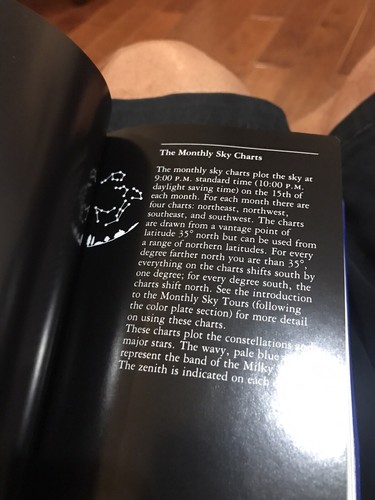 The Monthly Sky Charts
The monthly sky charts plot the sky at
9:00 P.M. standard time (10:00 P.M.
daylight saving time) on the 15th of
each month. For each month there are
four charts: northeast, northwest,
southeast, and southwest. The charts
are drawn from a vantage point of
latitude 35° north but can be used from
a range of northern latitudes. For every
degree farther north you are than 35°,
everything on the charts shifts south by
one degree; for every degree south, the
charts shift north. See the introduction
to the Monthly Sky Tours (following
the color plate section) for more detail
on using these charts.
These charts plot the constellations
major stars. The wavy, pale blue
represent the band of the Milky
The zenith is indicated on each